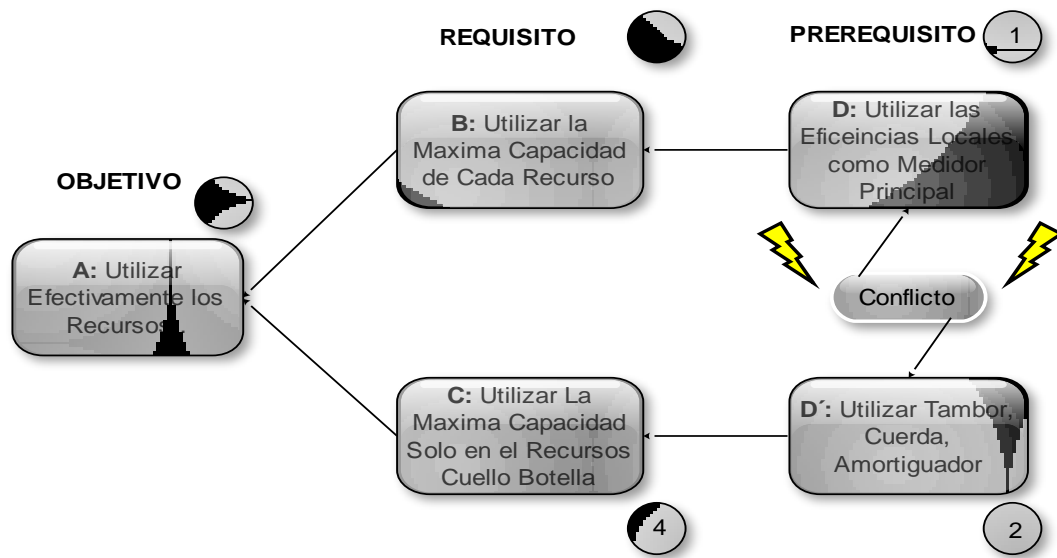 REQUISITO
PREREQUISITO
1
B: Utilizar la
Maxima Capacidad
de Cada Recurso
D: Utilizar las
Eficeincias Locales
como Medidor
Principal
OBJETIVO
A: Utilizar
Efectivamente los
Recursos
Conflicto
C: Utilizar La
Maxima Capacidad
Solo en el Recursos
Cuello Botella
D´: Utilizar Tambor,
Cuerda,
Amortiguador
4
2